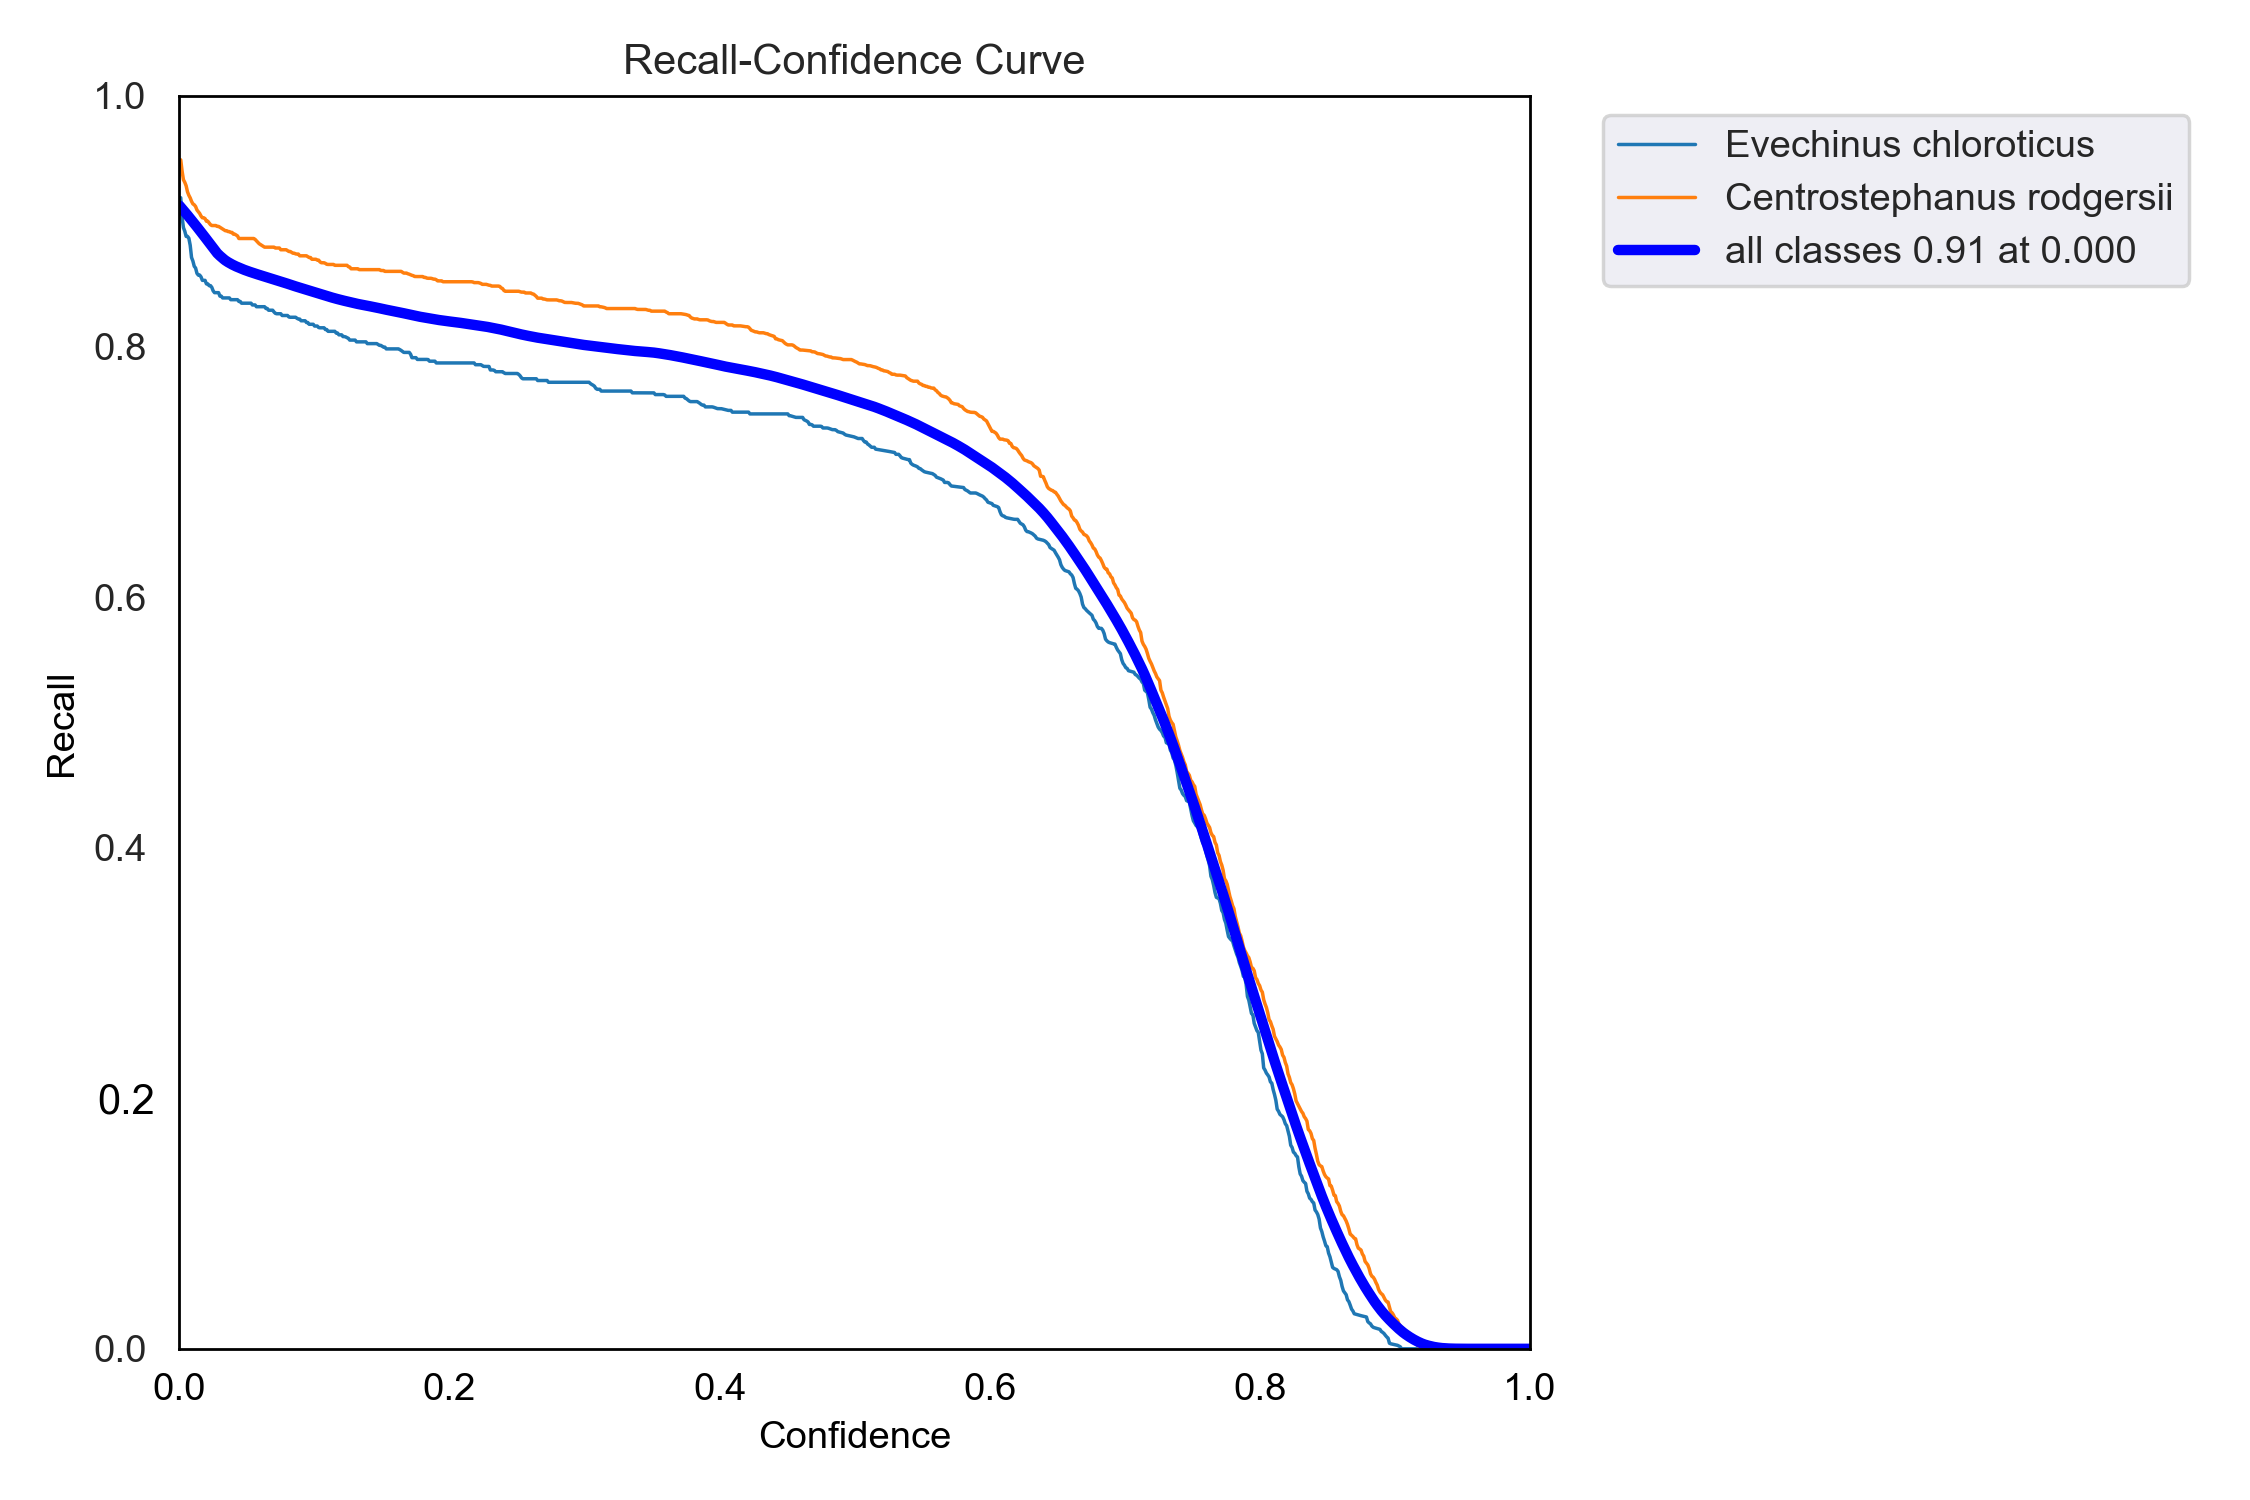 Recall-Confidence Curve
1.0
0.8
0.6
0.4
0.2
0.0
Recall
0.0 0.2 0.4 0.6 0.8 1.0
Confidence
Evechinus chloroticus
Centrostephanus rodgersii
all classes 0.91 at 0.000